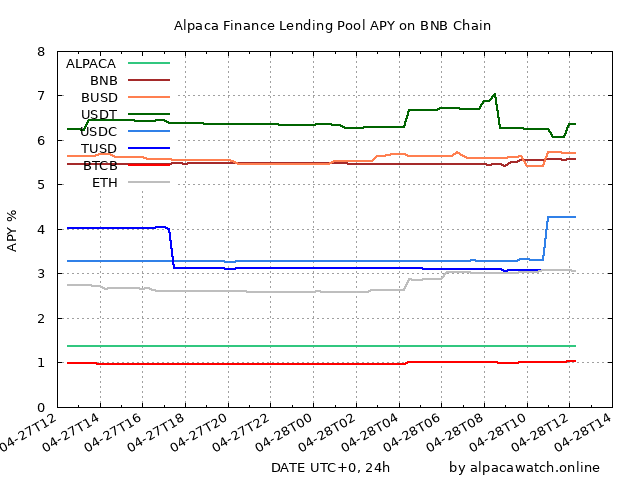 Alpaca Finance Lending Pool APY on BNB Chain
8
7
6
5
4
3
2
1
0
APY %
ALPACA
BNB
BUSD
USDT
USDC
TUSD
BTCB
ETH
04-27T12
04-27T14
04-27T16
04-27T18
04-27T20
04-27T22
04-28T00
04-28T02
04-28T04
04-28T06
04-28T08
04-28T10
04-28T12
04-28T14
DATE UTC+0, 24h
by alpacawatch.online